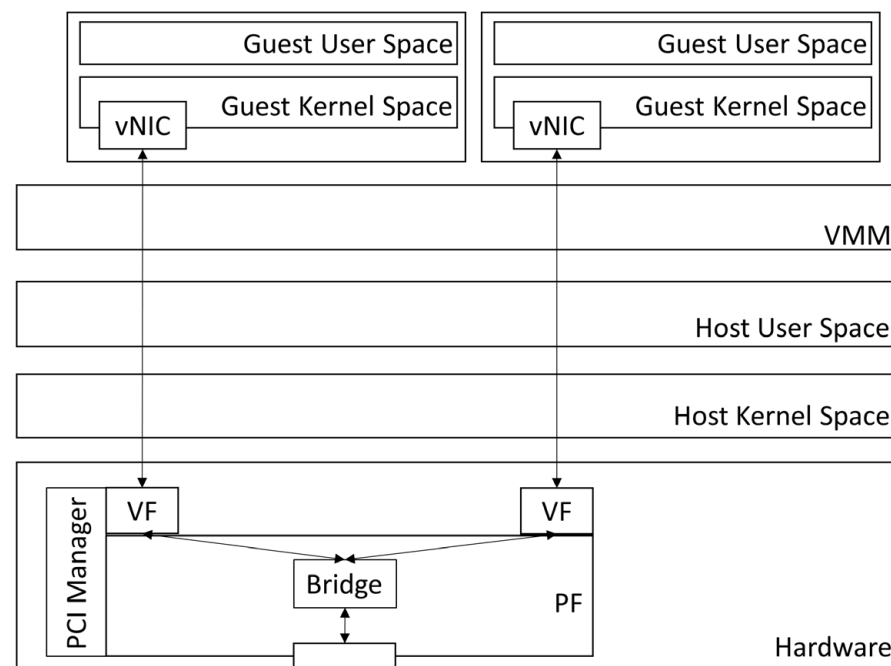 Guest User Space
Guest User Space
Guest Kernel Space
Guest Kernel Space
vNIC
vNIC
VMM
Host User Space
Host Kernel Space
PCI Manager
VF
VF
Bridge
PF
Hardware